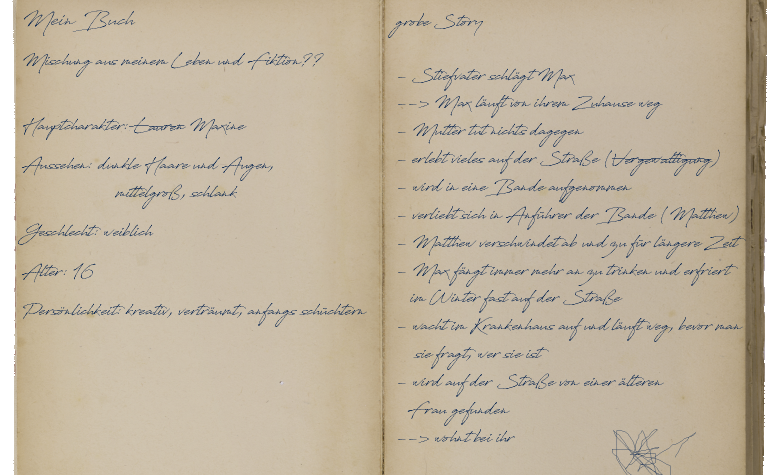 Mein Buch
Mischung aus meinem Leben und Fiktion??
Hauptcharakter: Lauren Maxine
Aussehen: dunkle Haare und Augen,
mittelgroß, schlank
Geschlecht: weiblich
Alter: 16
Persönlichkeit: kreativ, verträumt, anfangs schüchtern
grobe Story
- Stiefvater schlägt Max
--> Max läuft von ihrem Zuhause weg
- Mutter tut nichts dagegen
- erlebt vieles auf der Straße (Vergewaltigung)
- wird in eine Bande aufgenommen
- verliebt sich in Anführer der Bande (Matthew)
- Matthew verschwindet ab und zu für längere Zeit
- Max fängt immer mehr an zu trinken und erfriert
im Winter fast auf der Straße
- wacht im Krankenhaus auf und läuft weg, bevor man
sie fragt, wer sie ist
- wird auf der Straße von einer älteren
Frau gefunden
--> wohnt bei ihr